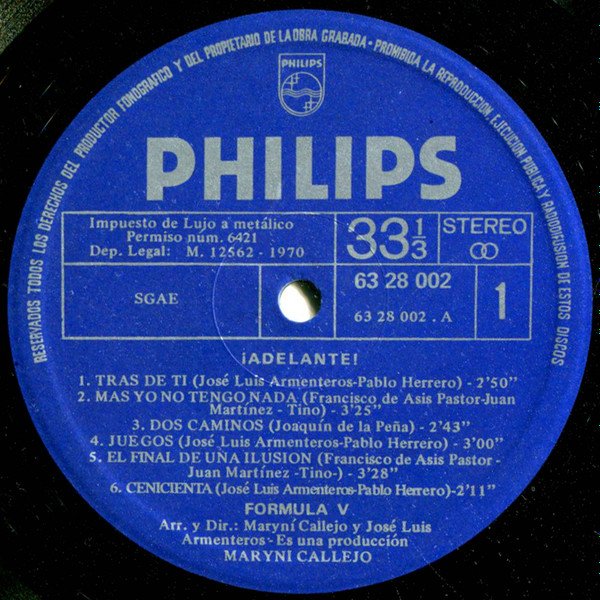 RESERVADOS TODOS LOS DERECHOS DEL PRODUCTOR FONOGRAFICO Y DEL PROPIETARIO DE LA OBRA GRABADA - PROHIBIDA LA REPRODUCCION, EJECUCION PUBLICA Y RADIODIFUSION DE ESTOS DISCOS
PHILIPS
PHILIPS
Impuesto de Lujo a metálico
Permiso núm. 6421
Dep. Legal: M. 12562 - 1970
33 1/3
STEREO
SGAE
63 28 002
63 28 002 . A
1
¡ADELANTE!
1. TRAS DE TI (José Luis Armenteros-Pablo Herrero) - 2'50"
2. MAS YO NO TENGO NADA (Francisco de Asis Pastor-Juan
Martínez - Tino) - 3'25"
3. DOS CAMINOS (Joaquín de la Peña) - 2'43"
4. JUEGOS (José Luis Armenteros-Pablo Herrero) - 3'00"
5. EL FINAL DE UNA ILUSION (Francisco de Asis Pastor -
Juan Martínez -Tino-) - 3'28"
6. CENICIENTA (José Luis Armenteros-Pablo Herrero)-2'11"
FORMULA V.
Arr. y Dir.: Maryní Callejo y José Luis
Armenteros - Es una producción
MARYNI CALLEJO